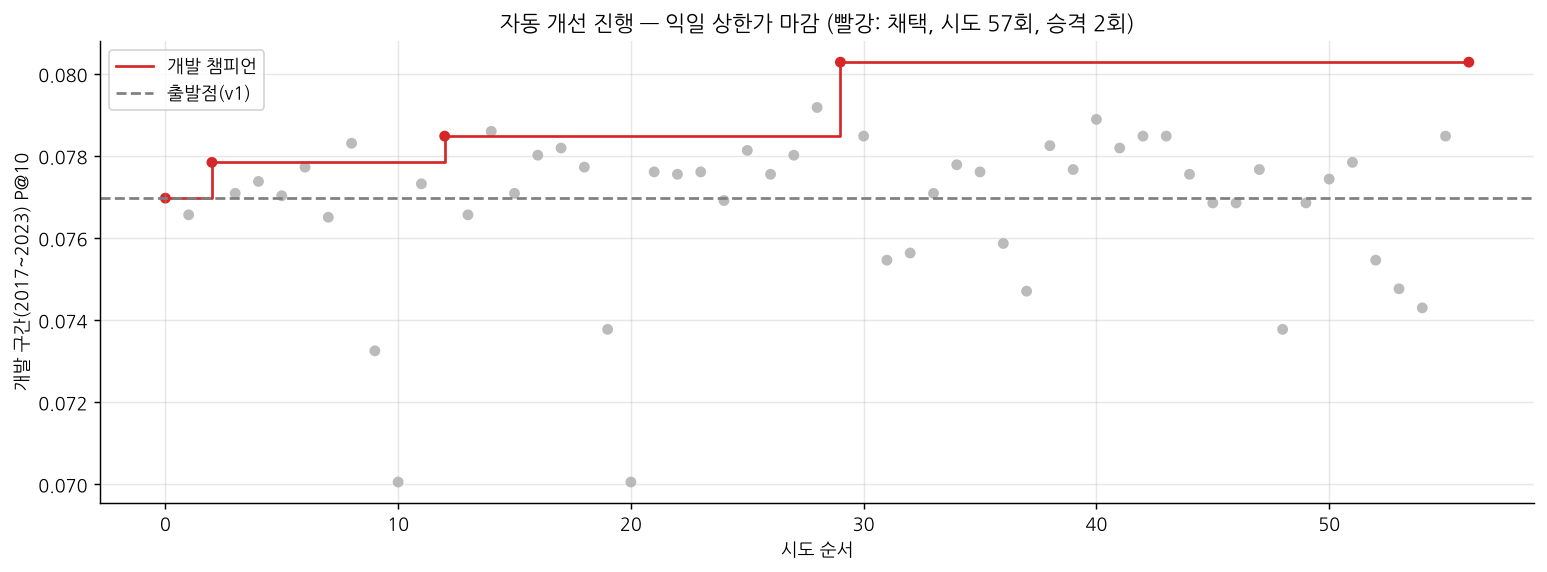 자동 개선 진행 — 익일 상한가 마감 (빨강: 채택, 시도 57회, 승격 2회)
개발 챔피언
출발점(v1)
개발 구간(2017~2023) P@10
0.080
0.078
0.076
0.074
0.072
0.070
0 10 20 30 40 50
시도 순서